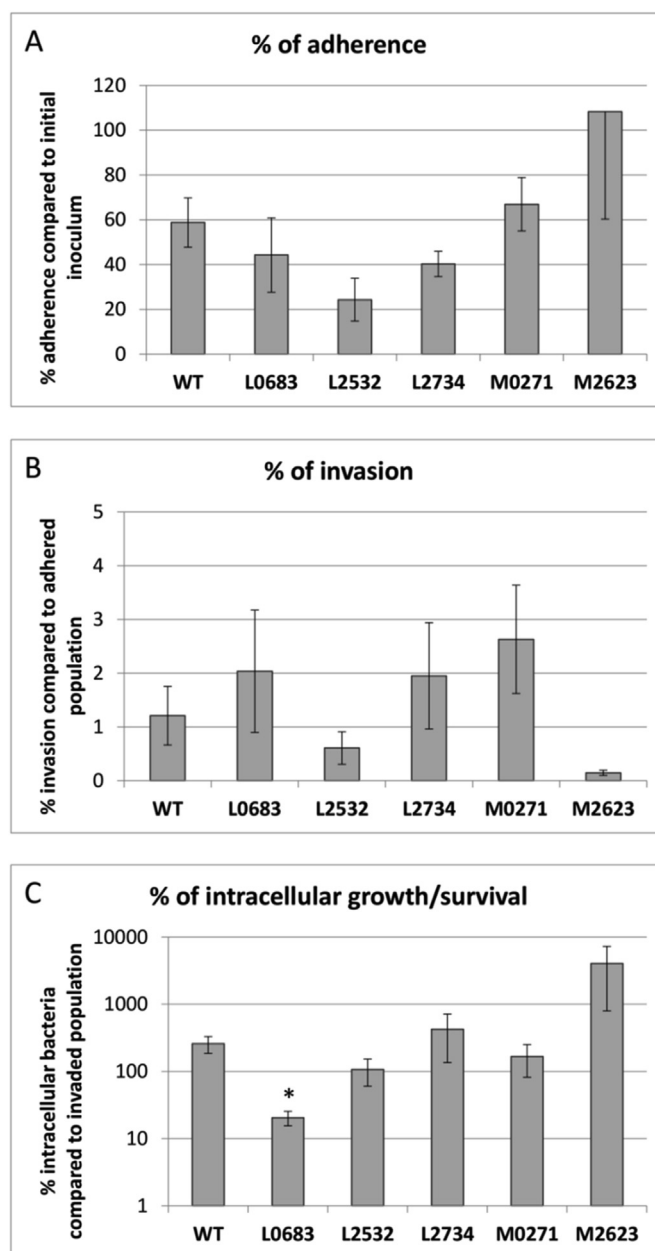 A
% of adherence
% adherence compared to initial
inoculum
120
100
80
60
40
20
0
WT L0683 L2532 L2734 M0271 M2623
B
% of invasion
% invasion compared to adhered
population
5
4
3
2
1
0
WT L0683 L2532 L2734 M0271 M2623
C
% of intracellular growth/survival
% intracellular bacteria
compared to invaded population
10000
1000
100
10
1
*
WT L0683 L2532 L2734 M0271 M2623